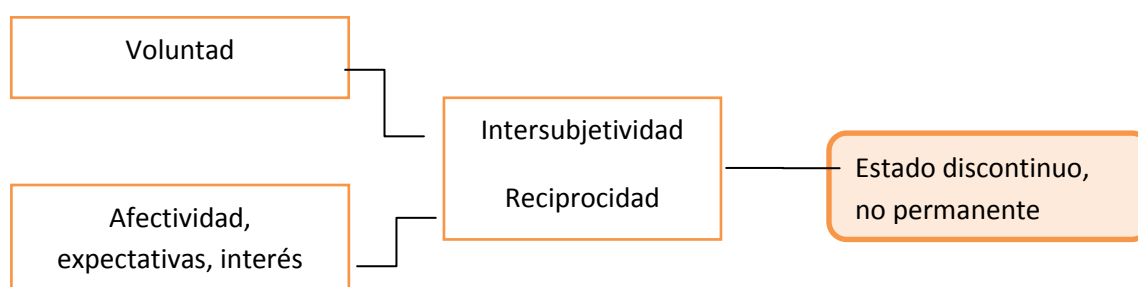 Voluntad
Intersubjetividad
Reciprocidad
Estado discontinuo,
no permanente
Afectividad,
expectativas, interés